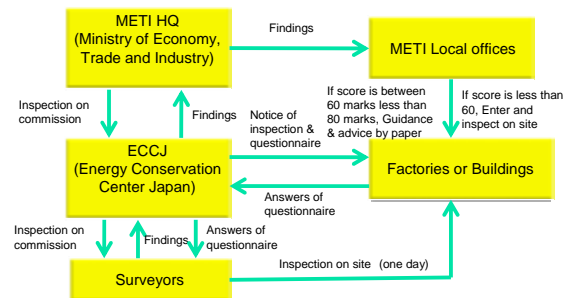 METI HQ
(Ministry of Economy,
Trade and Industry)
Findings
METI Local offices
Inspection on
commission
Findings
Notice of
inspection &
questionnaire
If score is between
60 marks less than
80 marks, Guidance
& advice by paper
If score is less than
60, Enter and
inspect on site
ECCJ
(Energy Conservation
Center Japan)
Factories or Buildings
Answers of
questionnaire
Inspection on
commission
Findings
Answers of
questionnaire
Surveyors
Inspection on site (one day)